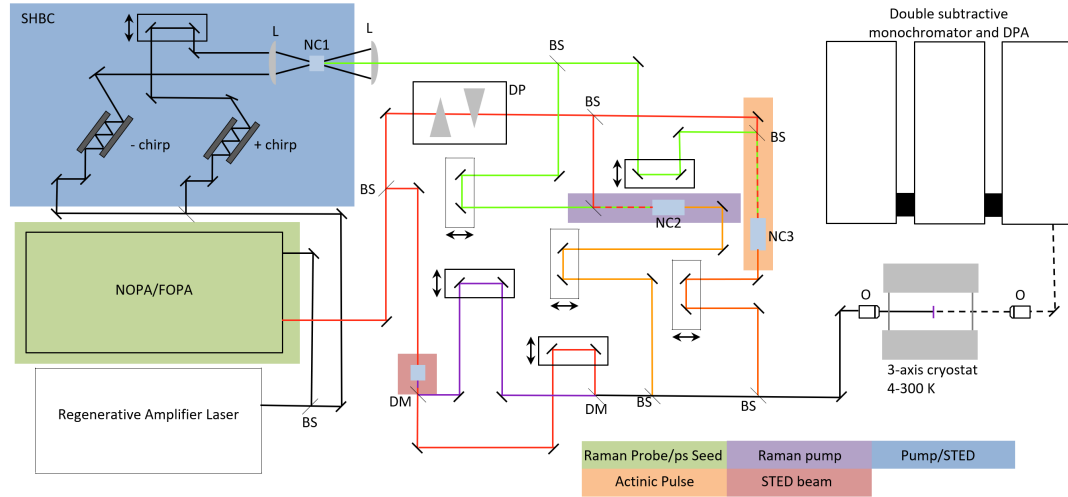 SHBC
L
NC1
L
Double subtractive
monochromator and DPA
BS
DP
BS
BS
- chirp
+ chirp
BS
NC2
NC3
NOPA/FOPA
O
O
3-axis cryostat
4-300 K
DM
DM
BS
BS
Regenerative Amplifier Laser
BS
Raman Probe/ps Seed
Raman pump
Pump/STED
Actinic Pulse
STED beam